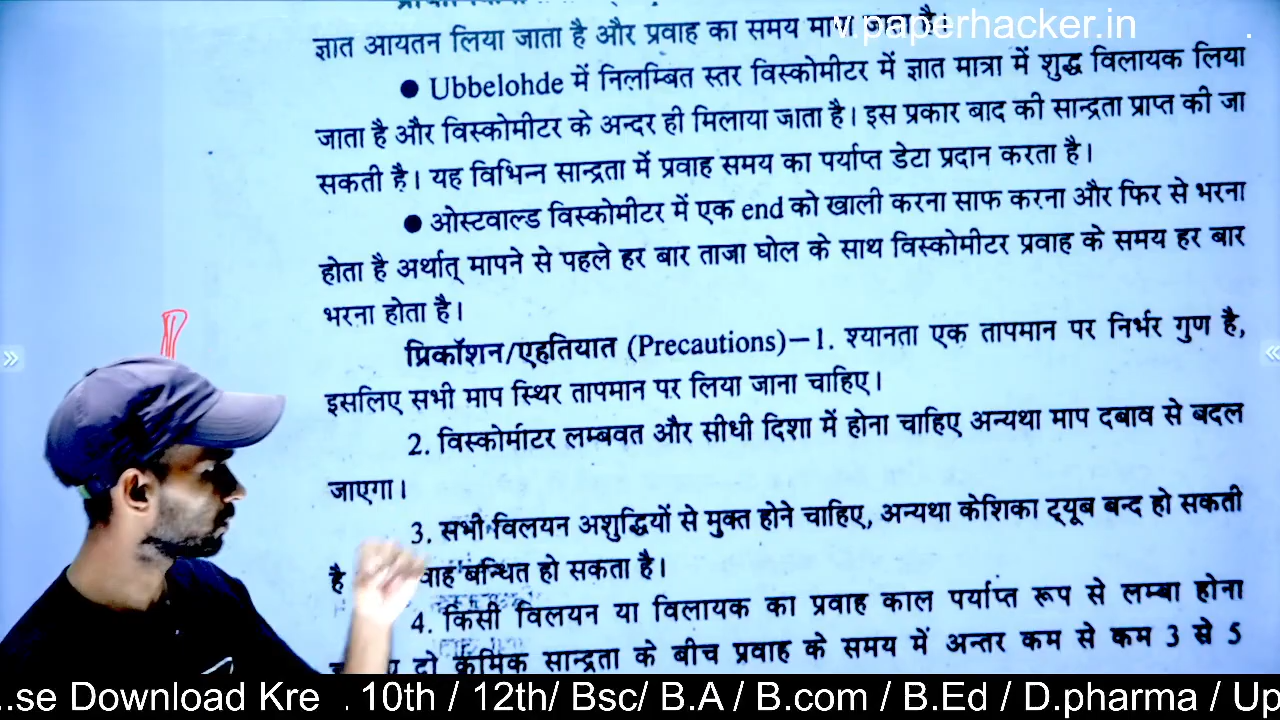 ज्ञात आयतन लिया जाता है और प्रवाह का समय मापा जाता है।
v.paperhacker.in
● Ubbelohde में निलम्बित स्तर विस्कोमीटर में ज्ञात मात्रा में शुद्ध विलायक लिया
जाता है और विस्कोमीटर के अन्दर ही मिलाया जाता है। इस प्रकार बाद की सान्द्रता प्राप्त की जा
सकती है। यह विभिन्न सान्द्रता में प्रवाह समय का पर्याप्त डेटा प्रदान करता है।
● ओस्टवाल्ड विस्कोमीटर में एक end को खाली करना साफ करना और फिर से भरना
होता है अर्थात् मापने से पहले हर बार ताजा घोल के साथ विस्कोमीटर प्रवाह के समय हर बार
भरना होता है।
प्रिकॉशन/एहतियात (Precautions)—1. श्यानता एक तापमान पर निर्भर गुण है,
इसलिए सभी माप स्थिर तापमान पर लिया जाना चाहिए।
2. विस्कोमीटर लम्बवत और सीधी दिशा में होना चाहिए अन्यथा माप दबाव से बदल
जाएगा।
3. सभी विलयन अशुद्धियों से मुक्त होने चाहिए, अन्यथा केशिका ट्यूब बन्द हो सकती
है बन्धित हो सकता है।
4. किसी विलयन या विलायक का प्रवाह काल पर्याप्त रूप से लम्बा होना
दो क्रमिक सान्द्रता के बीच प्रवाह के समय में अन्तर कम से कम 3 से 5
..se Download Kre . 10th / 12th/ Bsc/ B.A / B.com / B.Ed / D.pharma / Up